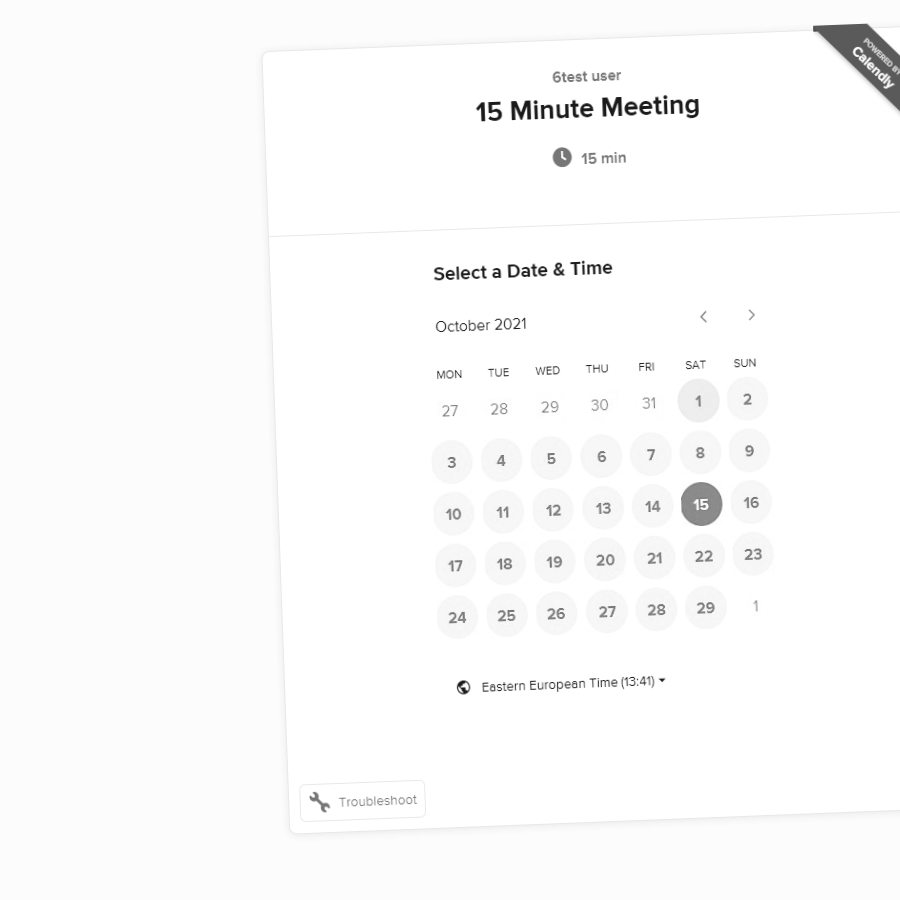 POWERED BY
Calendly
6test user
15 Minute Meeting
15 min
Select a Date & Time
October 2021
MON TUE WED THU FRI SAT SUN
27 28 29 30 31 1 2
3 4 5 6 7 8 9
10 11 12 13 14 15 16
17 18 19 20 21 22 23
24 25 26 27 28 29 1
Eastern European Time (13:41)
Troubleshoot